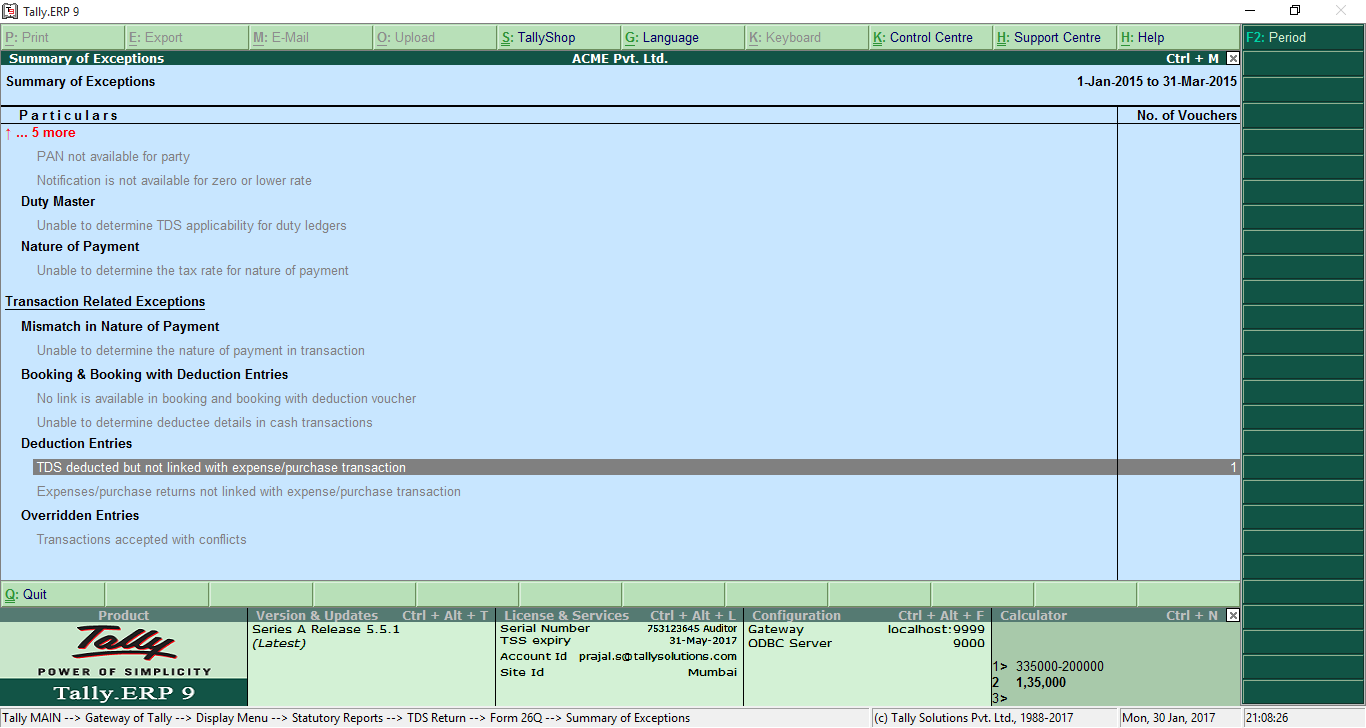 Tally.ERP 9
P: Print E: Export M: E-Mail O: Upload S: TallyShop G: Language K: Keyboard K: Control Centre H: Support Centre H: Help F2: Period
Summary of Exceptions ACME Pvt. Ltd. Ctrl + M
Summary of Exceptions 1-Jan-2015 to 31-Mar-2015
Particulars No. of Vouchers
↑ ... 5 more
PAN not available for party
Notification is not available for zero or lower rate
Duty Master
Unable to determine TDS applicability for duty ledgers
Nature of Payment
Unable to determine the tax rate for nature of payment
Transaction Related Exceptions
Mismatch in Nature of Payment
Unable to determine the nature of payment in transaction
Booking & Booking with Deduction Entries
No link is available in booking and booking with deduction voucher
Unable to determine deductee details in cash transactions
Deduction Entries
TDS deducted but not linked with expense/purchase transaction 1
Expenses/purchase returns not linked with expense/purchase transaction
Overridden Entries
Transactions accepted with conflicts
Q: Quit
Product Version & Updates Ctrl + Alt + T License & Services Ctrl + Alt + L Configuration Ctrl + Alt + F Calculator Ctrl + N
Tally
POWER OF SIMPLICITY
Tally.ERP 9
Series A Release 5.5.1
(Latest)
Serial Number 753123645 Auditor
TSS expiry 31-May-2017
Account Id prajal.s@tallysolutions.com
Site Id Mumbai
Gateway localhost:9999
ODBC Server 9000
1> 335000-200000
2 1,35,000
3>
Tally MAIN --> Gateway of Tally --> Display Menu --> Statutory Reports --> TDS Return --> Form 26Q --> Summary of Exceptions (c) Tally Solutions Pvt. Ltd., 1988-2017 Mon, 30 Jan, 2017 21:08:26